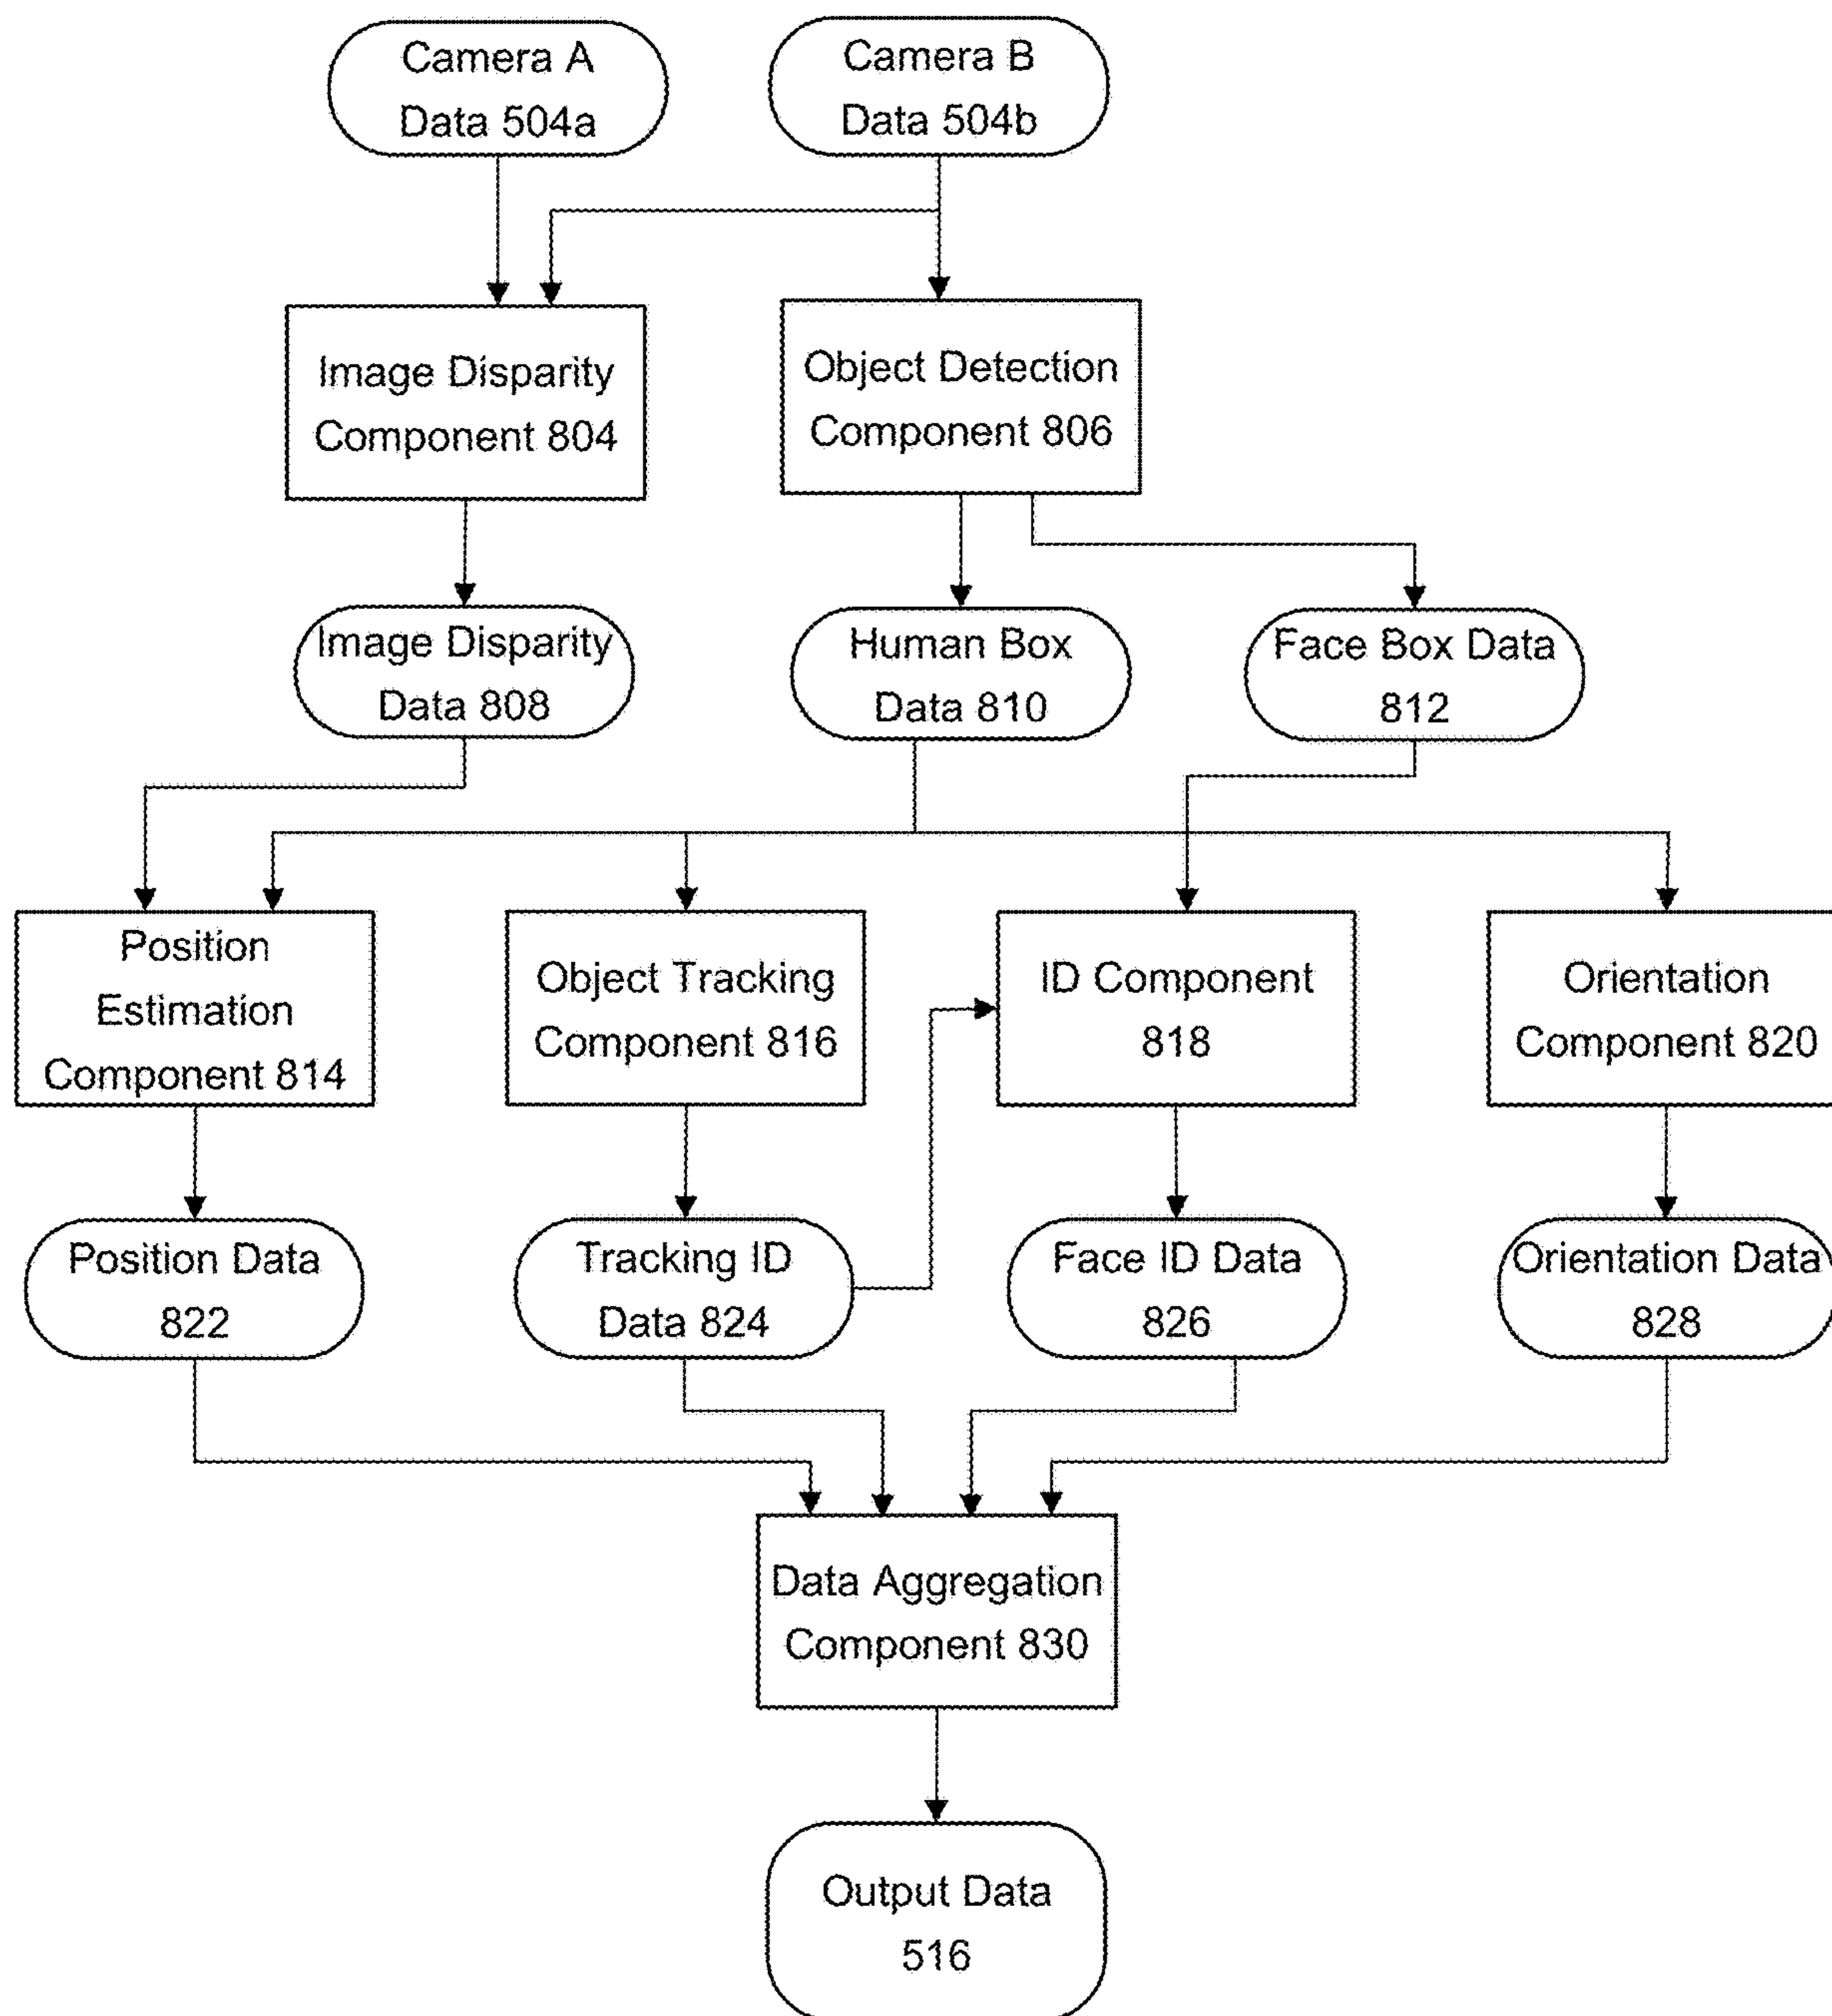 Camera A
Data 504a
Camera B
Data 504b
Image Disparity
Component 804
Object Detection
Component 806
Image Disparity
Data 808
Human Box
Data 810
Face Box Data
812
Position
Estimation
Component 814
Object Tracking
Component 816
ID Component
818
Orientation
Component 820
Position Data
822
Tracking ID
Data 824
Face ID Data
826
Orientation Data
828
Data Aggregation
Component 830
Output Data
516